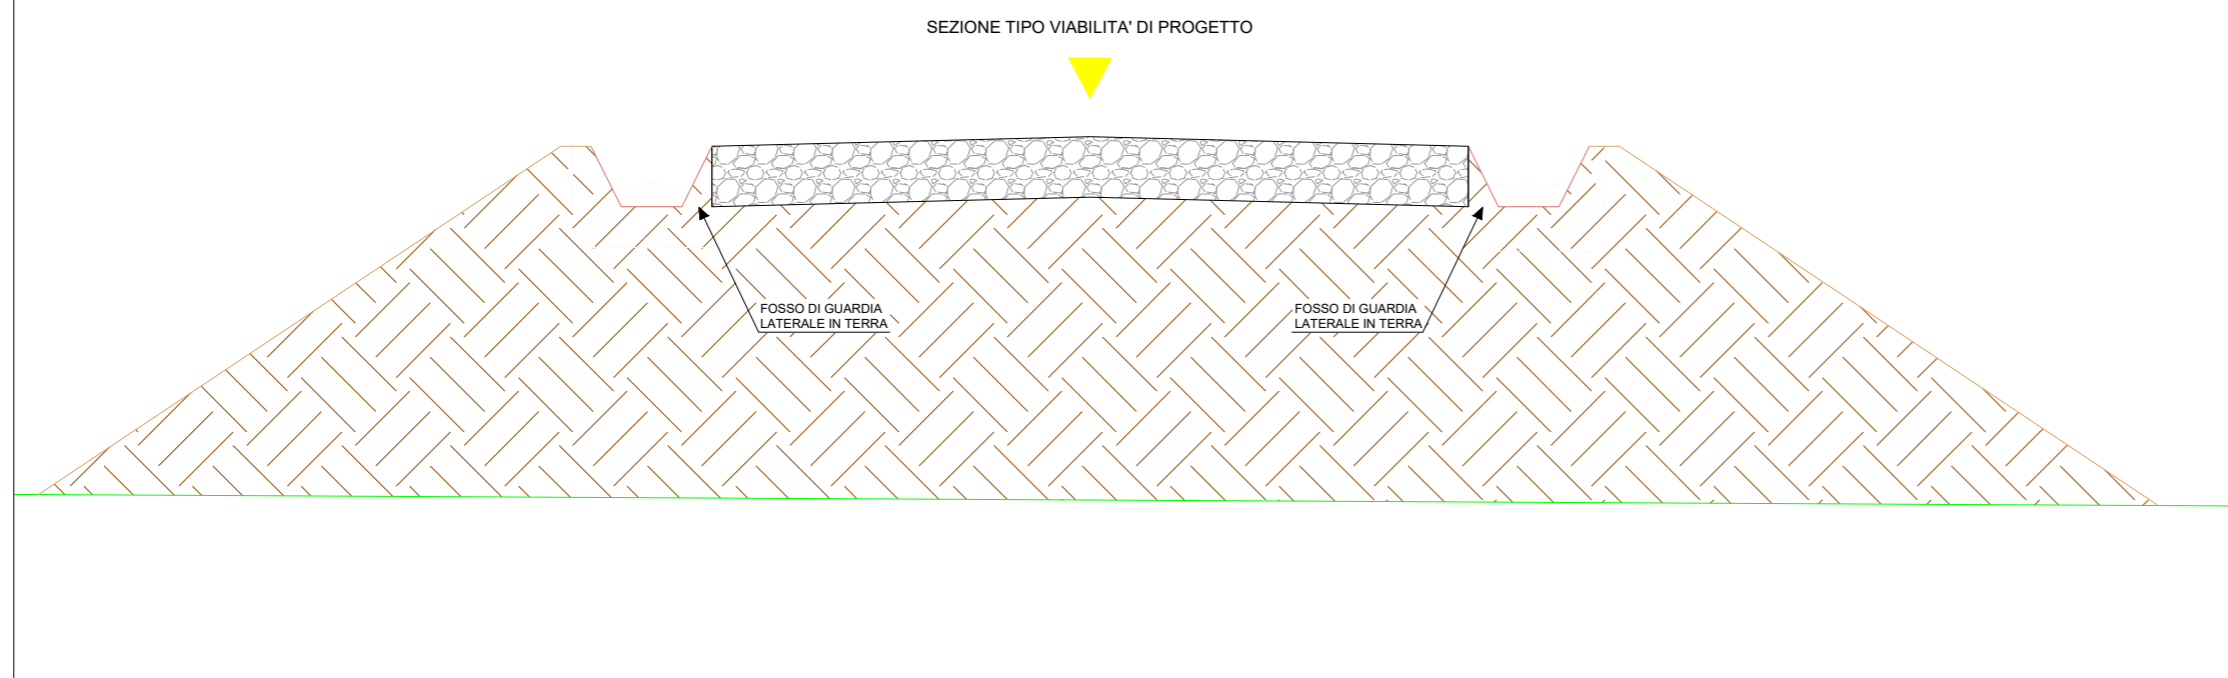 SEZIONE TIPO VIABILITA' DI PROGETTO
FOSSO DI GUARDIA
LATERALE IN TERRA
FOSSO DI GUARDIA
LATERALE IN TERRA